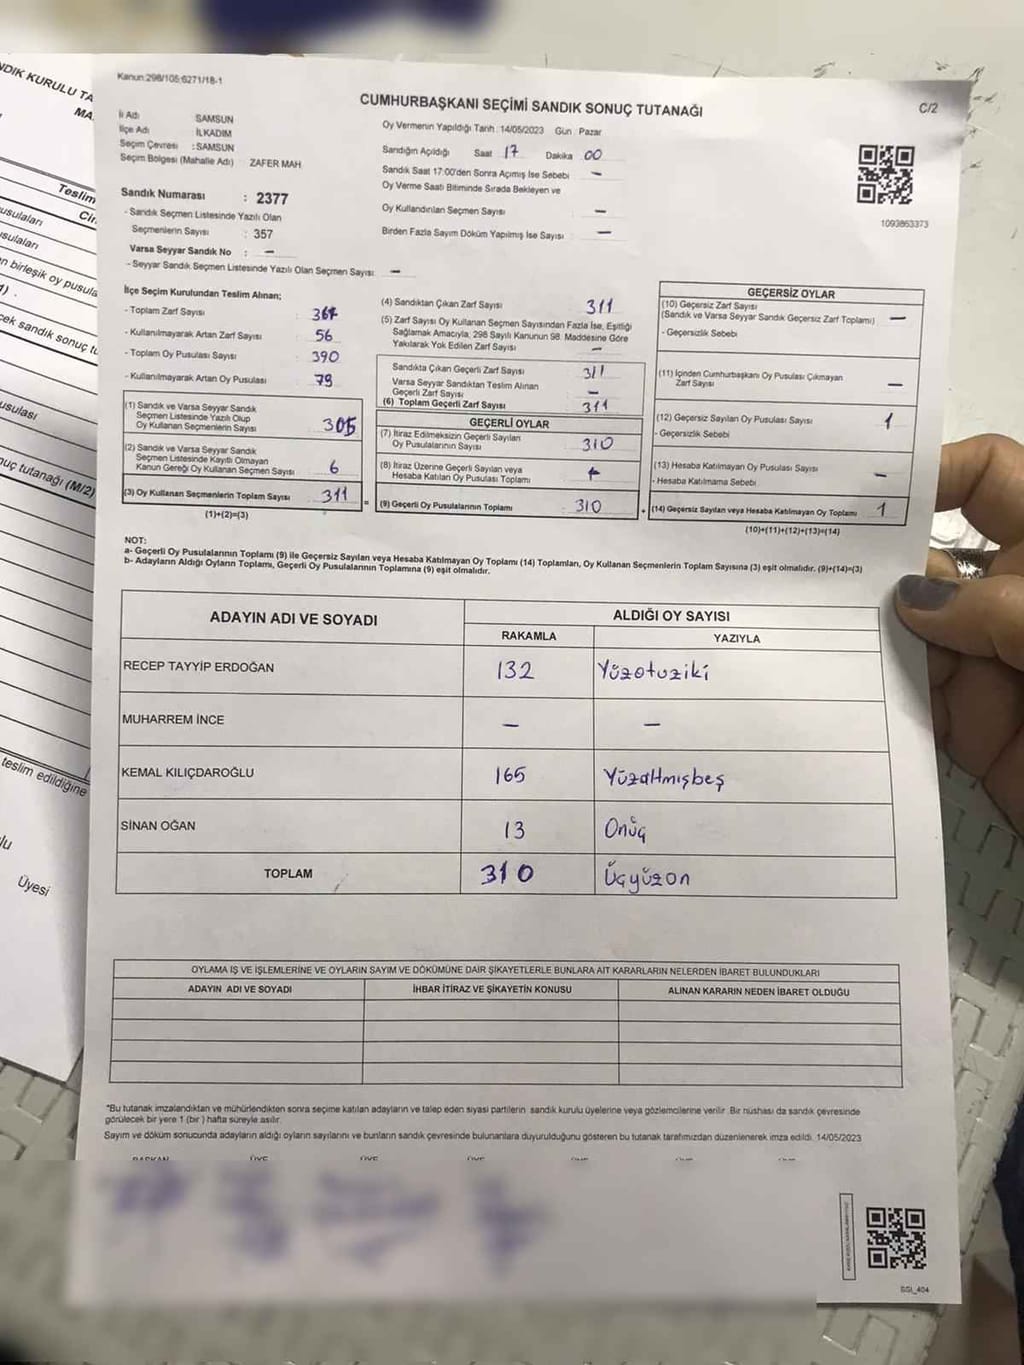 Kanun:298/105;6271/18-1
CUMHURBAŞKANI SEÇİMİ SANDIK SONUÇ TUTANAĞI
C/2
İl Adı SAMSUN
İlçe Adı İLKADIM
Seçim Çevresi : SAMSUN
Seçim Bölgesi (Mahalle Adı) ZAFER MAH.
Sandık Numarası : 2377
- Sandık Seçmen Listesinde Yazılı Olan
Seçmenlerin Sayısı : 357
Varsa Seyyar Sandık No : –
- Seyyar Sandık Seçmen Listesinde Yazılı Olan Seçmen Sayısı: –
Oy Vermenin Yapıldığı Tarih :14/05/2023 Gün : Pazar
Sandığın Açıldığı Saat 17 Dakika 00
Sandık Saat 17:00'den Sonra Açımış İse Sebebi –
Oy Verme Saati Bitiminde Sırada Bekleyen ve
Oy Kullandırılan Seçmen Sayısı –
Birden Fazla Sayım Döküm Yapılmış İse Sayısı –
1093863373
İlçe Seçim Kurulundan Teslim Alınan;
- Toplam Zarf Sayısı : 367
- Kullanılmayarak Artan Zarf Sayısı : 56
- Toplam Oy Pusulası Sayısı : 390
- Kullanılmayarak Artan Oy Pusulası : 79
(1) Sandık ve Varsa Seyyar Sandık
Seçmen Listesinde Yazılı Olup
Oy Kullanan Seçmenlerin Sayısı : 305
(2) Sandık ve Varsa Seyyar Sandık
Seçmen Listesinde Kayıtlı Olmayan
Kanun Gereği Oy Kullanan Seçmen Sayısı : 6
(3) Oy Kullanan Seçmenlerin Toplam Sayısı : 311
(1)+(2)=(3)
(4) Sandıktan Çıkan Zarf Sayısı : 311
(5) Zarf Sayısı Oy Kullanan Seçmen Sayısından Fazla İse, Eşitliği
Sağlamak Amacıyla, 298 Sayılı Kanunun 98. Maddesine Göre
Yakılarak Yok Edilen Zarf Sayısı : –
Sandıkta Çıkan Geçerli Zarf Sayısı : 311
Varsa Seyyar Sandıktan Teslim Alınan
Geçerli Zarf Sayısı : –
(6) Toplam Geçerli Zarf Sayısı : 311
GEÇERLİ OYLAR
(7) İtiraz Edilmeksizin Geçerli Sayılan
Oy Pusulalarının Sayısı : 310
(8) İtiraz Üzerine Geçerli Sayılan veya
Hesaba Katılan Oy Pusulası Toplamı :
= (9) Geçerli Oy Pusulalarının Toplamı : 310
GEÇERSİZ OYLAR
(10) Geçersiz Zarf Sayısı
(Sandık ve Varsa Seyyar Sandık Geçersiz Zarf Toplamı) : –
- Geçersizlik Sebebi
(11) İçinden Cumhurbaşkanı Oy Pusulası Çıkmayan
Zarf Sayısı : –
(12) Geçersiz Sayılan Oy Pusulası Sayısı : 1
- Geçersizlik Sebebi
(13) Hesaba Katılmayan Oy Pusulası Sayısı : –
- Hesaba Katılmama Sebebi
+ (14) Geçersiz Sayılan veya Hesaba Katılmayan Oy Toplamı : 1
(10)+(11)+(12)+(13)=(14)
NOT:
a- Geçerli Oy Pusulalarının Toplamı (9) ile Geçersiz Sayılan veya Hesaba Katılmayan Oy Toplamı (14) Toplamları, Oy Kullanan Seçmenlerin Toplam Sayısına (3) eşit olmalıdır. (9)+(14)=(3)
b- Adayların Aldığı Oyların Toplamı, Geçerli Oy Pusulalarının Toplamına (9) eşit olmalıdır.
ADAYIN ADI VE SOYADI
ALDIĞI OY SAYISI
RAKAMLA YAZIYLA
RECEP TAYYİP ERDOĞAN 132 Yüzotuziki
MUHARREM İNCE – –
KEMAL KILIÇDAROĞLU 165 Yüzaltmışbeş
SİNAN OĞAN 13 Onüç
TOPLAM 310 Üçyüzon
OYLAMA İŞ VE İŞLEMLERİNE VE OYLARIN SAYIM VE DÖKÜMÜNE DAİR ŞİKAYETLERLE BUNLARA AİT KARARLARIN NELERDEN İBARET BULUNDUKLARI
ADAYIN ADI VE SOYADI İHBAR İTİRAZ VE ŞİKAYETİN KONUSU ALINAN KARARIN NEDEN İBARET OLDUĞU
*Bu tutanak imzalandıktan ve mühürlendikten sonra seçime katılan adayların ve talep eden siyasi partilerin sandık kurulu üyelerine veya gözlemcilerine verilir. Bir nüshası da sandık çevresinde
görülecek bir yere 1 (bir ) hafta süreyle asılır.
Sayım ve döküm sonucunda adayların aldığı oyların sayılarını ve bunların sandık çevresinde bulunanlara duyurulduğunu gösteren bu tutanak tarafımızdan düzenlenerek imza edildi. 14/05/2023
BAŞKAN ÜYE ÜYE ÜYE
SSI_404
NDIK KURULU TA
MA
Teslim
Cin
usulaları
sulaları
n birleşik oy pusula
cek sandık sonuç tu
usulası
nuç tutanağı (M/2)
teslim edildiğine
lu
Üyesi